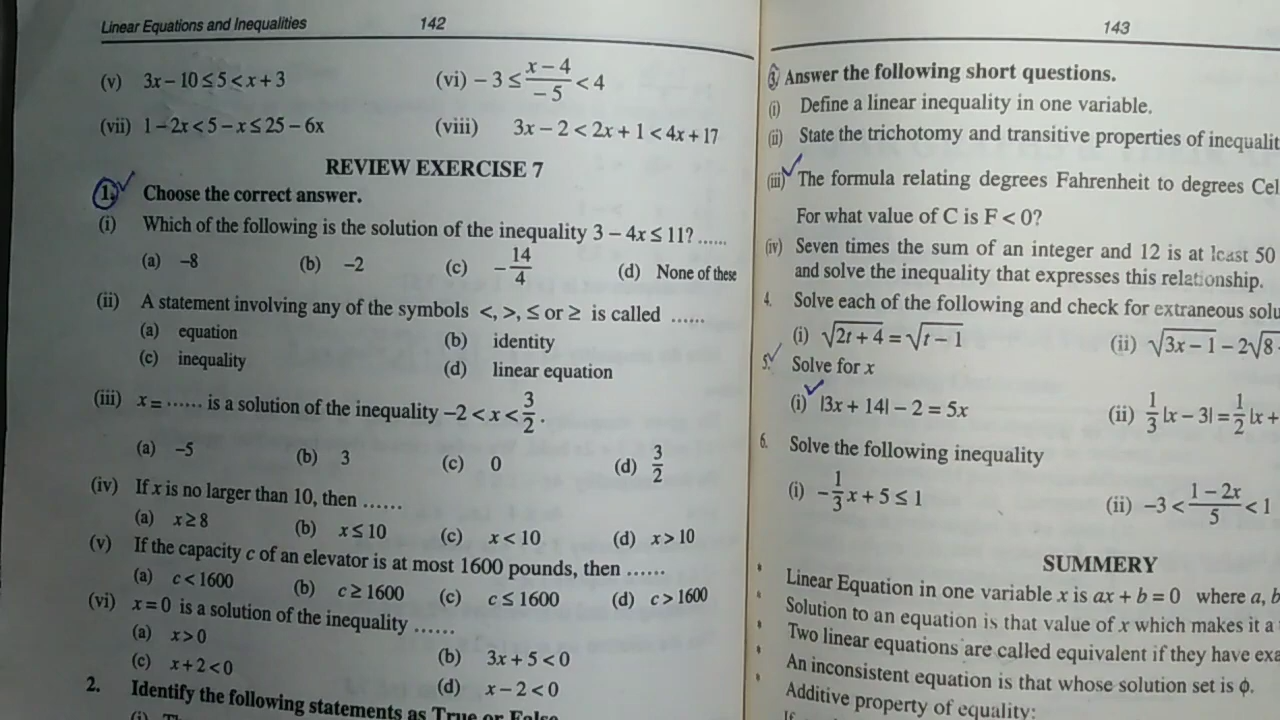 Linear Equations and Inequalities 142
(v) 3x – 10 ≤ 5 < x + 3 (vi) – 3 ≤ (x – 4)/(– 5) < 4
(vii) 1 – 2x < 5 – x ≤ 25 – 6x (viii) 3x – 2 < 2x + 1 < 4x + 17
REVIEW EXERCISE 7
1. Choose the correct answer.
(i) Which of the following is the solution of the inequality 3 – 4x ≤ 11? ......
(a) –8 (b) –2 (c) –14/4 (d) None of these
(ii) A statement involving any of the symbols <, >, ≤ or ≥ is called ......
(a) equation (b) identity
(c) inequality (d) linear equation
(iii) x = ...... is a solution of the inequality –2 < x < 3/2.
(a) –5 (b) 3 (c) 0 (d) 3/2
(iv) If x is no larger than 10, then ......
(a) x ≥ 8 (b) x ≤ 10 (c) x < 10 (d) x > 10
(v) If the capacity c of an elevator is at most 1600 pounds, then ......
(a) c < 1600 (b) c ≥ 1600 (c) c ≤ 1600 (d) c > 1600
(vi) x = 0 is a solution of the inequality ......
(a) x > 0 (b) 3x + 5 < 0
(c) x + 2 < 0 (d) x – 2 < 0
2. Identify the following statements as True or False
143
3. Answer the following short questions.
(i) Define a linear inequality in one variable.
(ii) State the trichotomy and transitive properties of inequalit
(iii) The formula relating degrees Fahrenheit to degrees Cel
For what value of C is F < 0?
(iv) Seven times the sum of an integer and 12 is at least 50
and solve the inequality that expresses this relationship.
4. Solve each of the following and check for extraneous solu
(i) √(2t + 4) = √(t – 1) (ii) √(3x – 1) – 2√8
5. Solve for x
(i) |3x + 14| – 2 = 5x (ii) 1/3 |x – 3| = 1/2 |x +
6. Solve the following inequality
(i) –1/3 x + 5 ≤ 1 (ii) –3 < (1 – 2x)/5 < 1
SUMMERY
• Linear Equation in one variable x is ax + b = 0 where a, b
• Solution to an equation is that value of x which makes it a
• Two linear equations are called equivalent if they have exa
• An inconsistent equation is that whose solution set is ϕ.
• Additive property of equality:
If